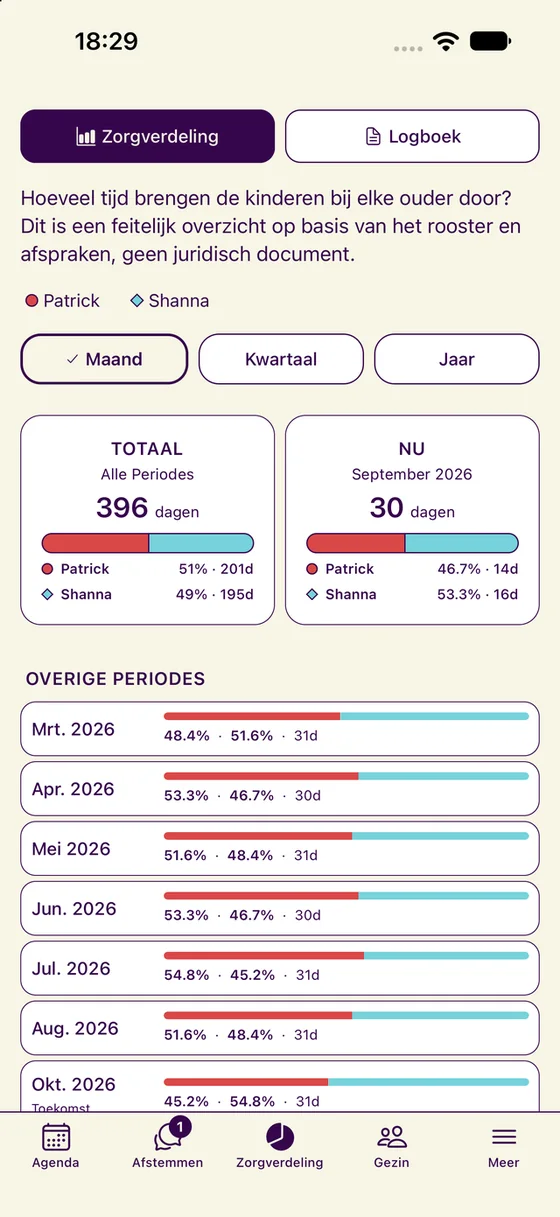 18:29
Zorgverdeling
Logboek
Hoeveel tijd brengen de kinderen bij elke ouder door?
Dit is een feitelijk overzicht op basis van het rooster en
afspraken, geen juridisch document.
Patrick
Shanna
Maand
Kwartaal
Jaar
TOTAAL
Alle Periodes
396 dagen
Patrick 51% · 201d
Shanna 49% · 195d
NU
September 2026
30 dagen
Patrick 46.7% · 14d
Shanna 53.3% · 16d
OVERIGE PERIODES
Mrt. 2026
48.4% · 51.6% · 31d
Apr. 2026
53.3% · 46.7% · 30d
Mei 2026
51.6% · 48.4% · 31d
Jun. 2026
53.3% · 46.7% · 30d
Jul. 2026
54.8% · 45.2% · 31d
Aug. 2026
51.6% · 48.4% · 31d
Okt. 2026
45.2% · 54.8% · 31d
Toekomst
1
Agenda
Afstemmen
Zorgverdeling
Gezin
Meer